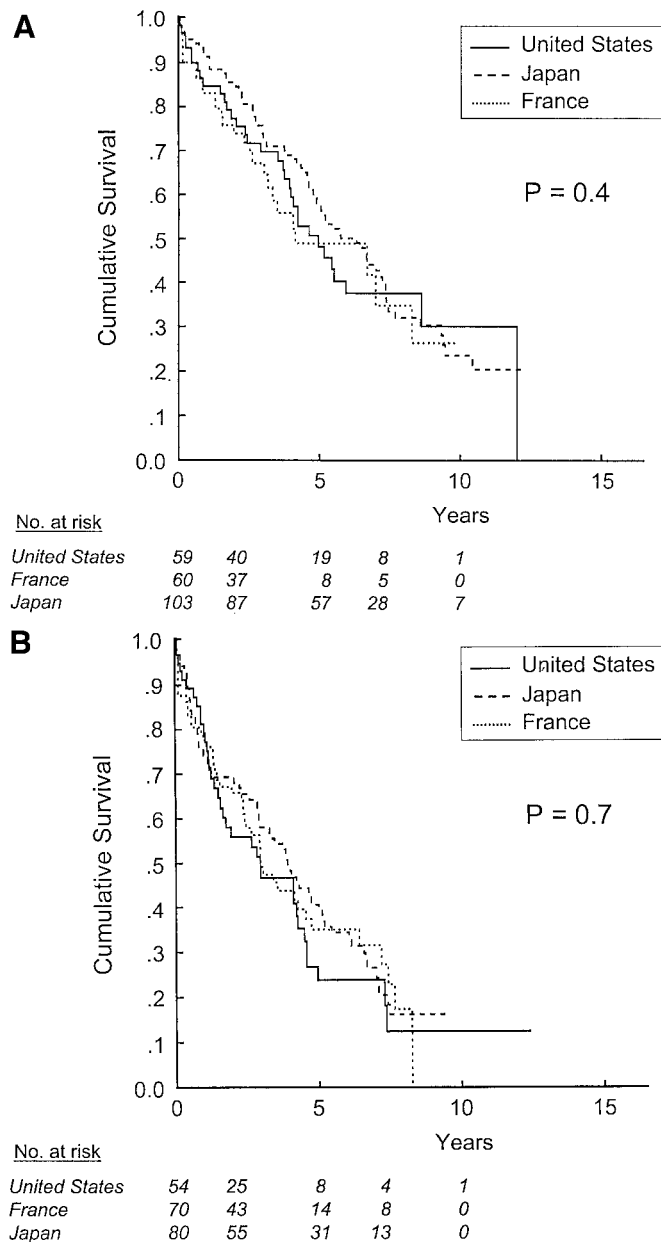 A
1.0
.9
.8
.7
.6
.5
.4
.3
.2
.1
0.0
Cumulative Survival
United States
Japan
France
P = 0.4
0 5 10 15
Years
No. at risk
United States 59 40 19 8 1
France 60 37 8 5 0
Japan 103 87 57 28 7
B
1.0
.9
.8
.7
.6
.5
.4
.3
.2
.1
0.0
Cumulative Survival
United States
Japan
France
P = 0.7
0 5 10 15
Years
No. at risk
United States 54 25 8 4 1
France 70 43 14 8 0
Japan 80 55 31 13 0